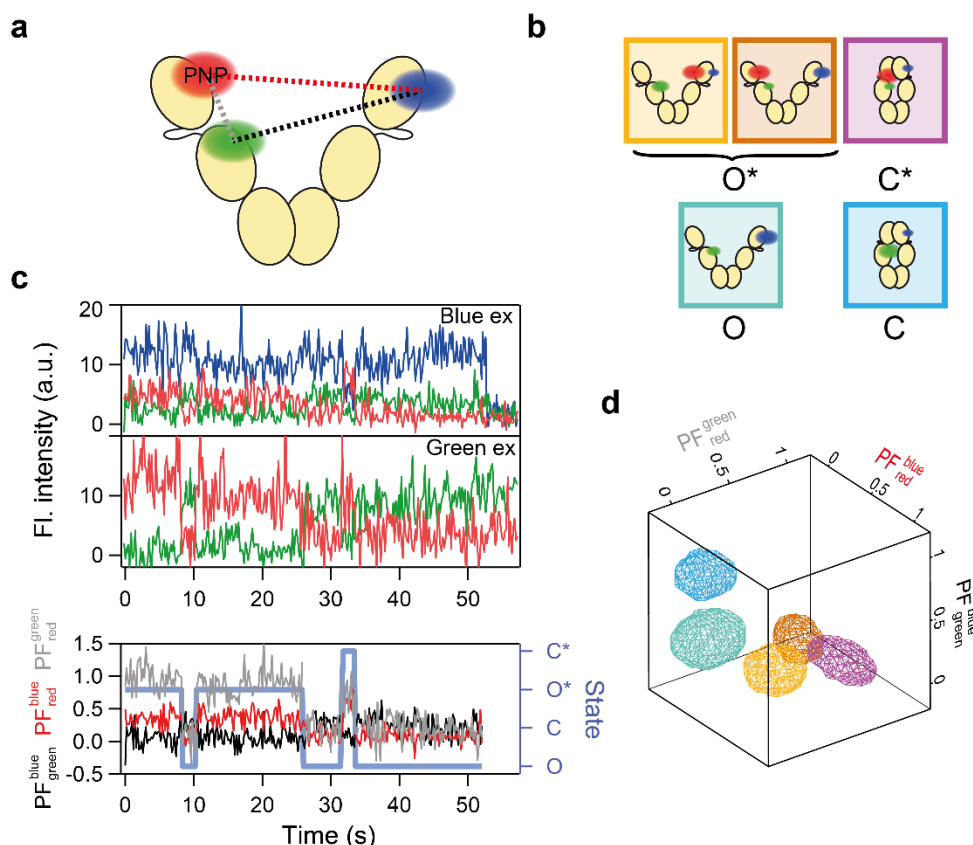 a
PNP
b
O*
C*
O
C
c
20
10
0
Blue ex
Fl. intensity (a.u.)
10
0
Green ex
0 10 20 30 40 50
PF green red
PF blue red
PF blue green
1.5
1.0
0.5
0.0
-0.5
C*
O*
C
O
State
0 10 20 30 40 50
Time (s)
d
PF green red
0 0.5 1
PF blue red
0 0.5 1
PF blue green
1
0.5
0